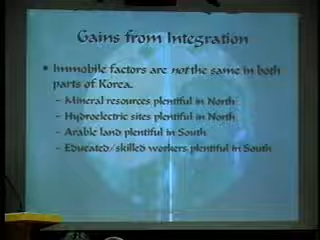 Gains from Integration
• Immobile factors are not the same in both
parts of Korea.
– Mineral resources plentiful in North
– Hydroelectric sites plentiful in North
– Arable land plentiful in South
– Educated/skilled workers plentiful in South